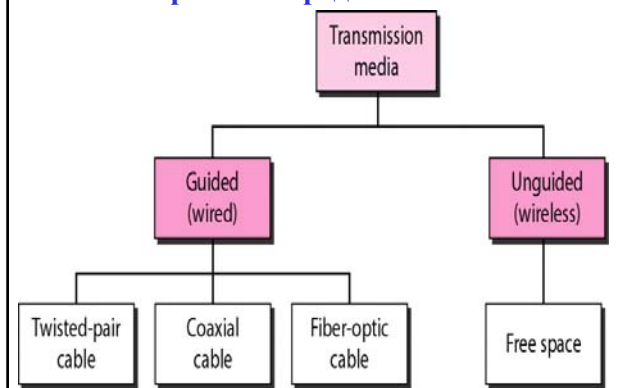 Transmission
media
Guided
(wired)
Unguided
(wireless)
Twisted-pair
cable
Coaxial
cable
Fiber-optic
cable
Free space